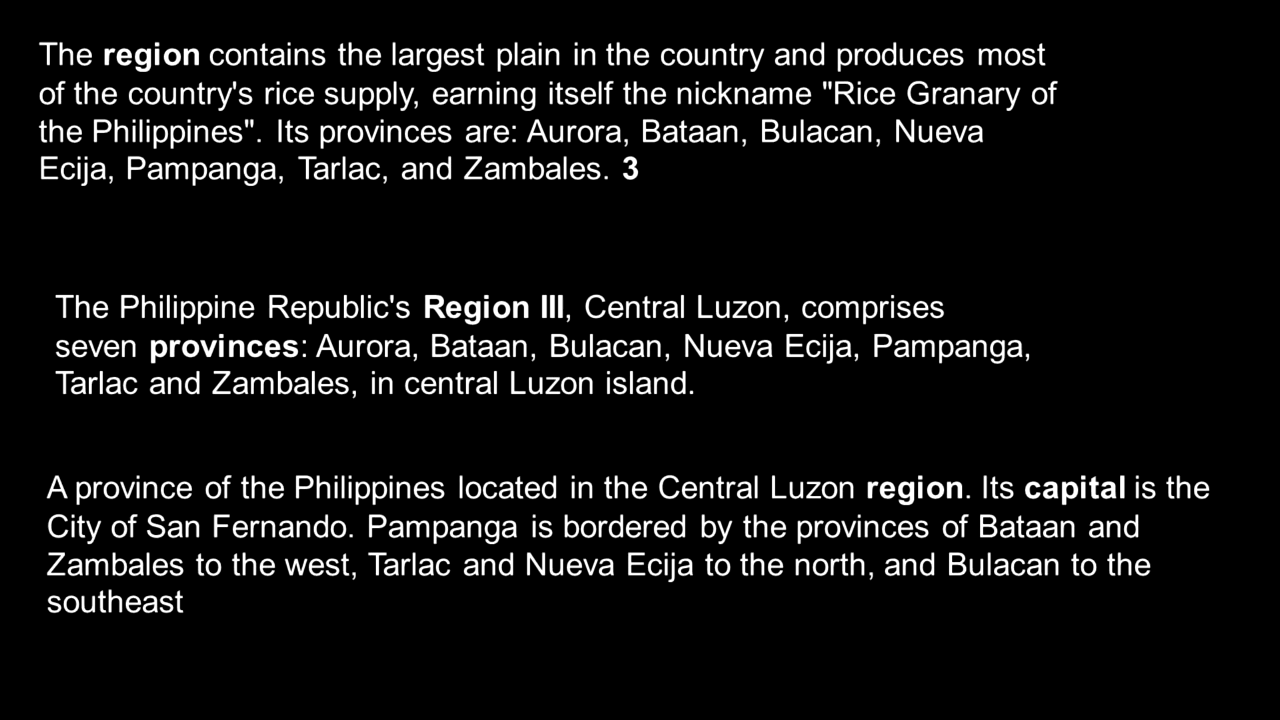 The region contains the largest plain in the country and produces most
of the country's rice supply, earning itself the nickname "Rice Granary of
the Philippines". Its provinces are: Aurora, Bataan, Bulacan, Nueva
Ecija, Pampanga, Tarlac, and Zambales. 3
The Philippine Republic's Region III, Central Luzon, comprises
seven provinces: Aurora, Bataan, Bulacan, Nueva Ecija, Pampanga,
Tarlac and Zambales, in central Luzon island.
A province of the Philippines located in the Central Luzon region. Its capital is the
City of San Fernando. Pampanga is bordered by the provinces of Bataan and
Zambales to the west, Tarlac and Nueva Ecija to the north, and Bulacan to the
southeast